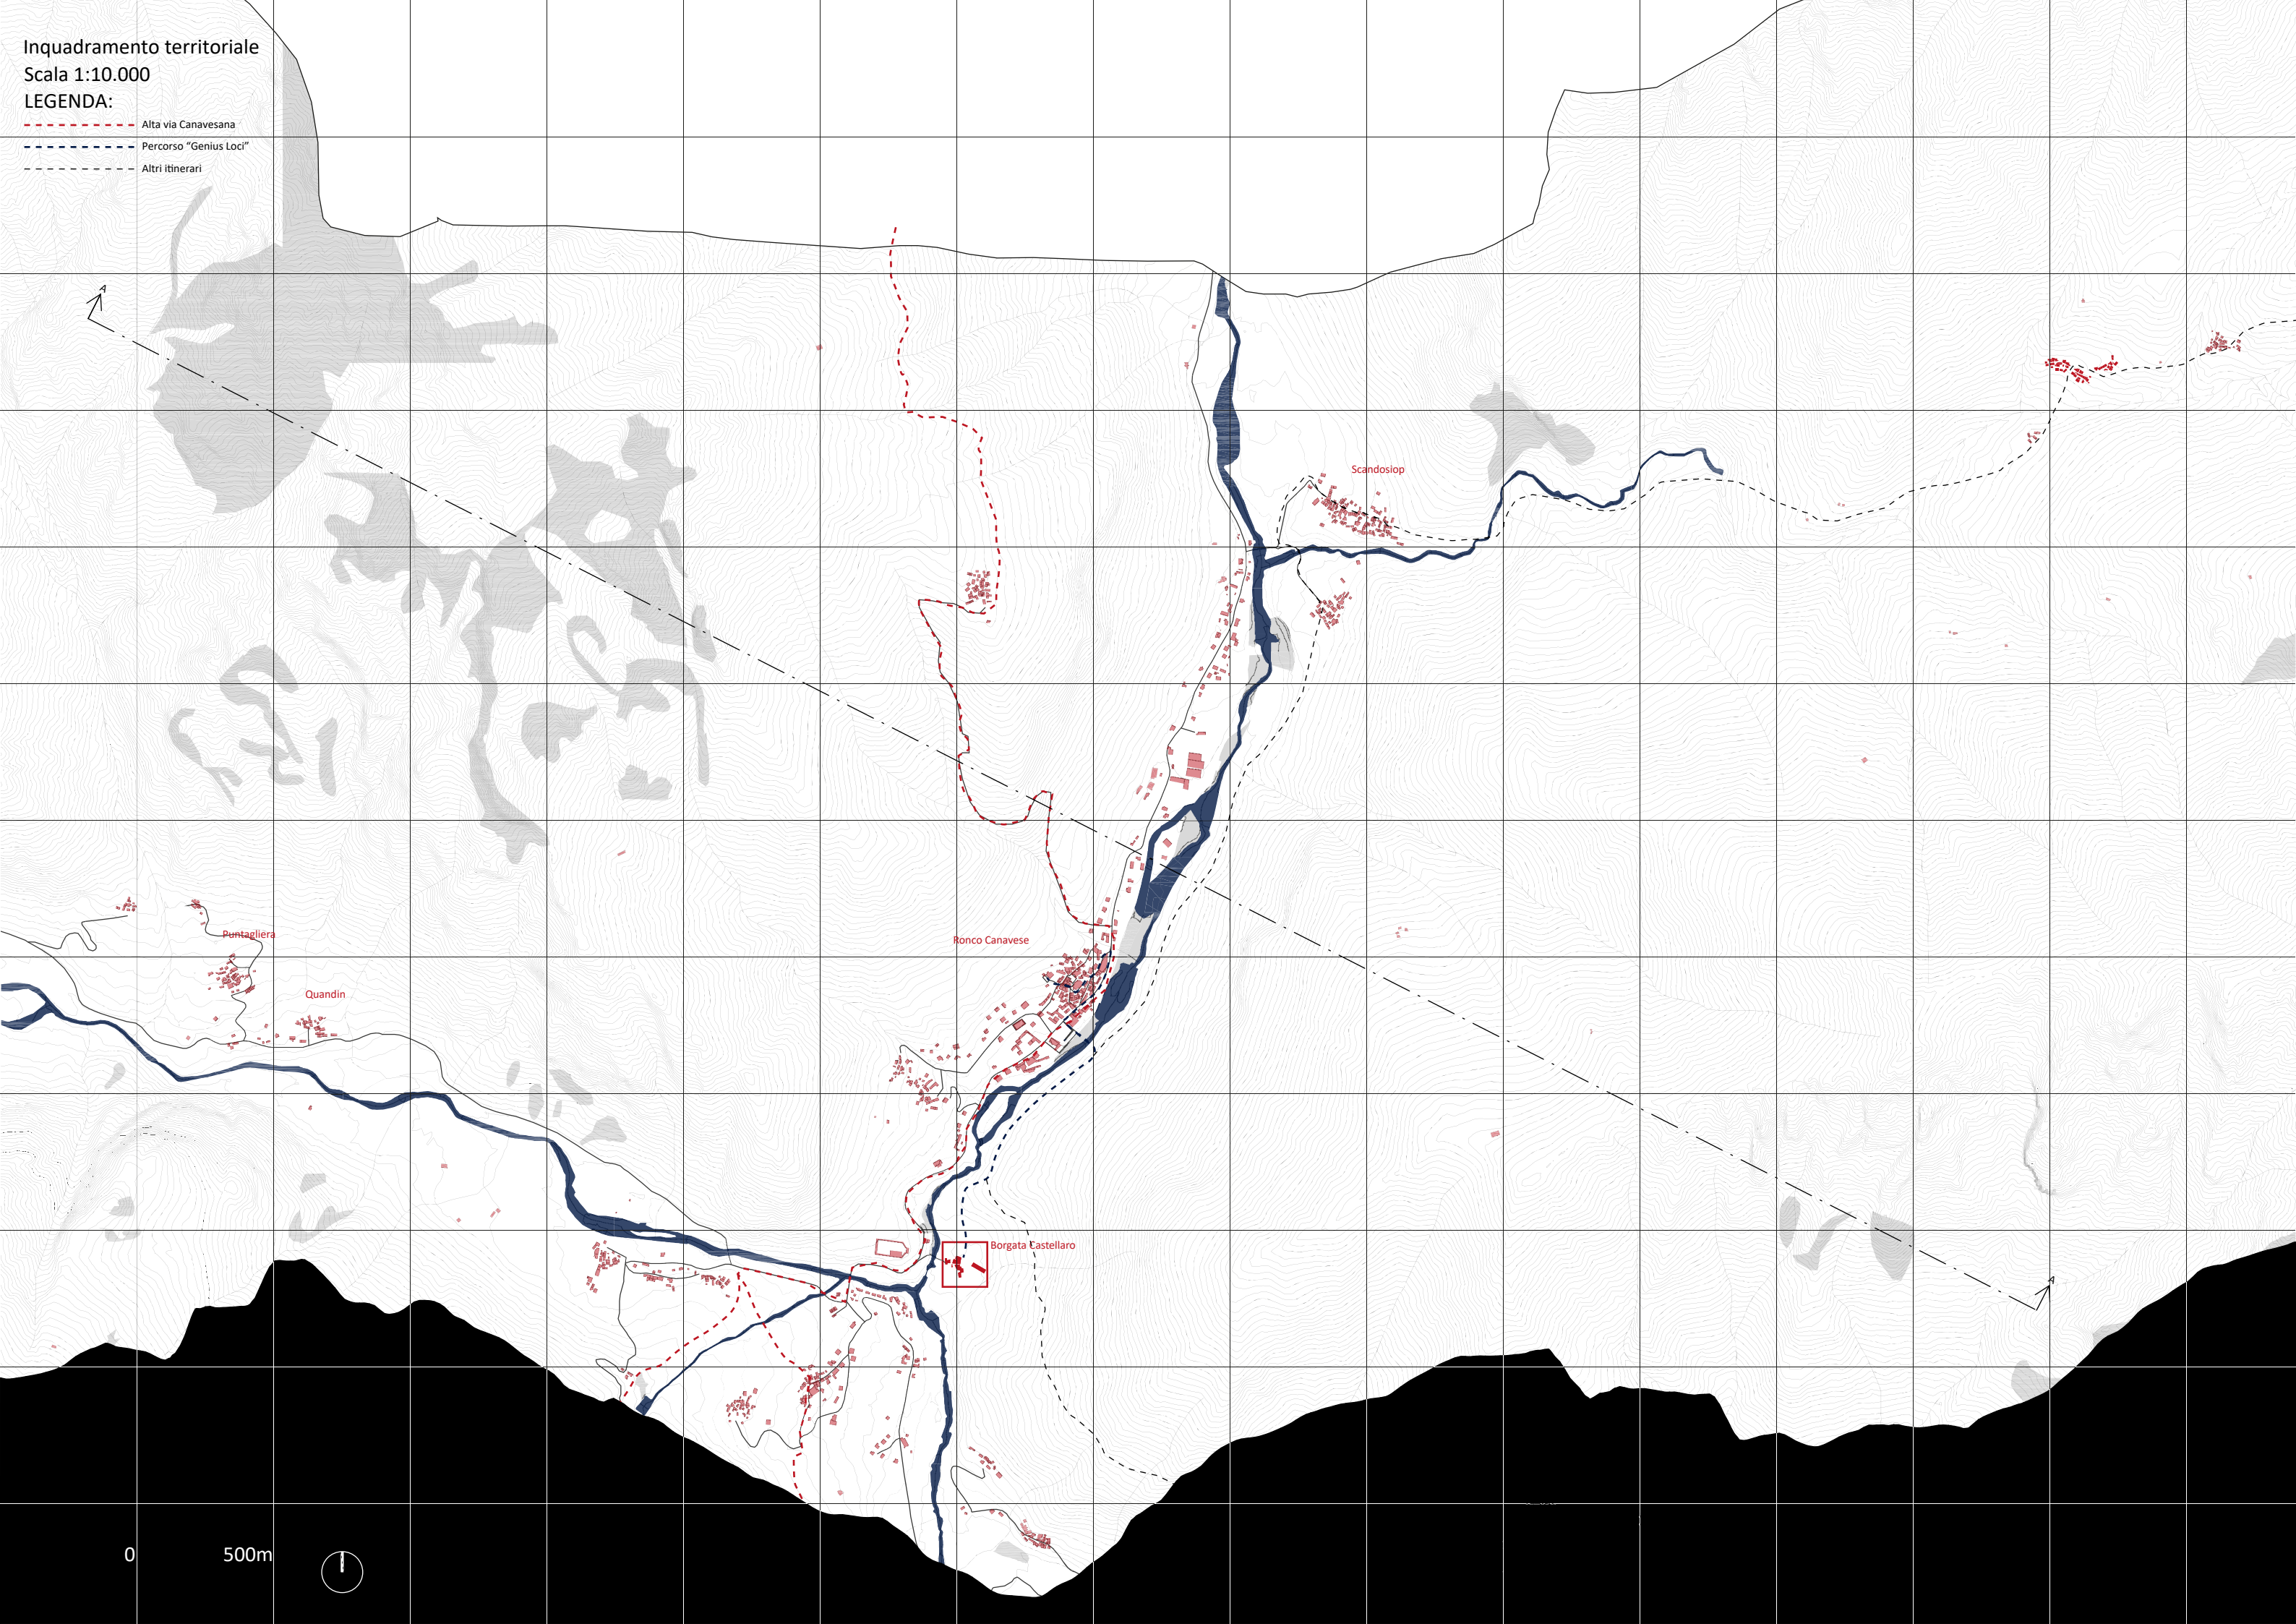 Inquadramento territoriale
Scala 1:10.000
LEGENDA:
Alta via Canavesana
Percorso “Genius Loci”
Altri itinerari
A
Scandosiop
Puntagliera
Ronco Canavese
Quandin
Borgata Castellaro
A
0 500m